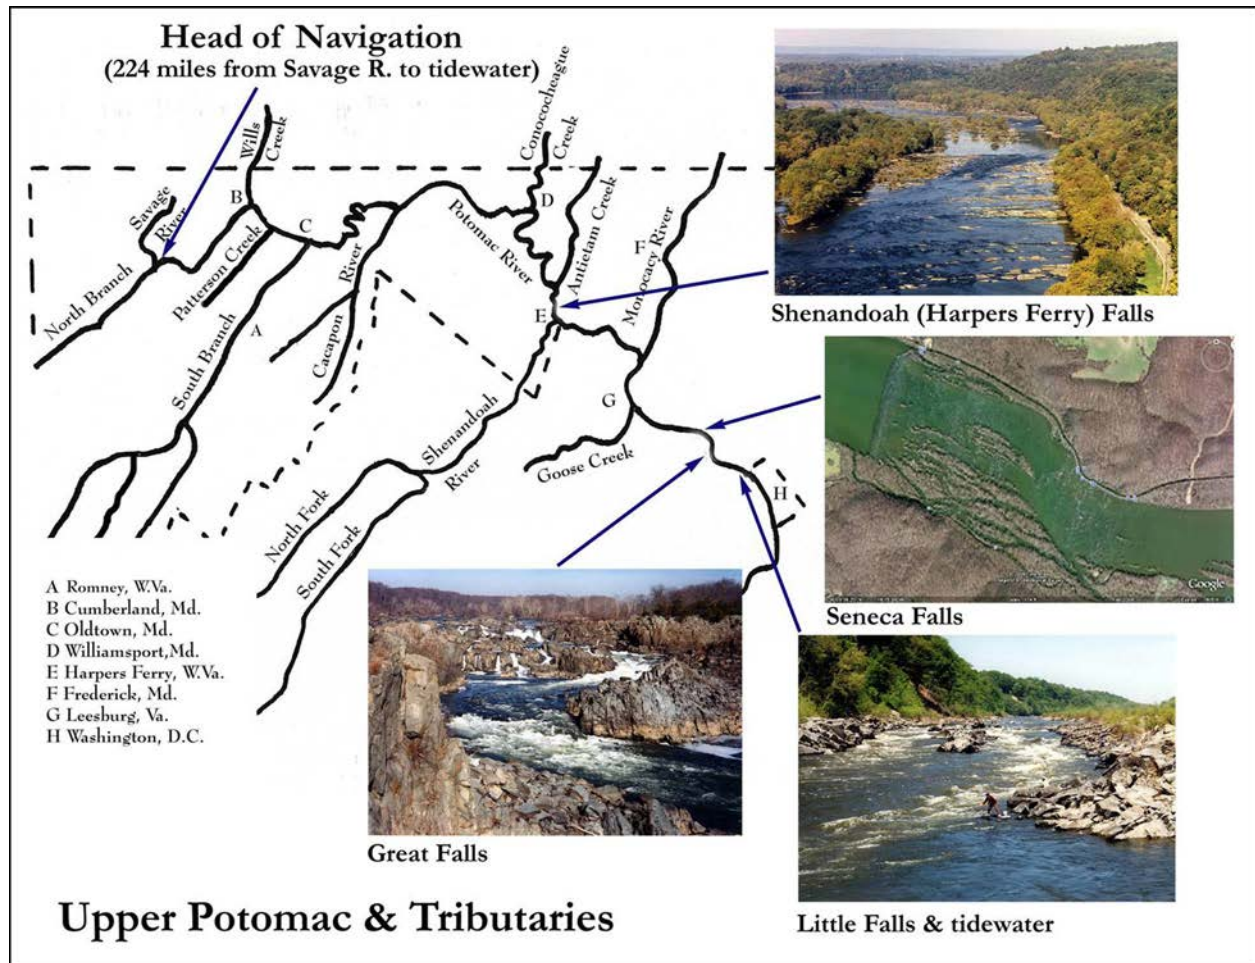 Head of Navigation
(224 miles from Savage R. to tidewater)
Wills
Creek
Conococheague
Creek
Savage
River
B
C
D
Potomac River
Antietam Creek
Monocacy River
F
North Branch
Patterson Creek
River
Cacapon
A
South Branch
E
G
Shenandoah
River
Goose Creek
H
North Fork
South Fork
Shenandoah (Harpers Ferry) Falls
Google
Seneca Falls
A Romney, W.Va.
B Cumberland, Md.
C Oldtown, Md.
D Williamsport,Md.
E Harpers Ferry, W.Va.
F Frederick, Md.
G Leesburg, Va.
H Washington, D.C.
Great Falls
Little Falls & tidewater
Upper Potomac & Tributaries